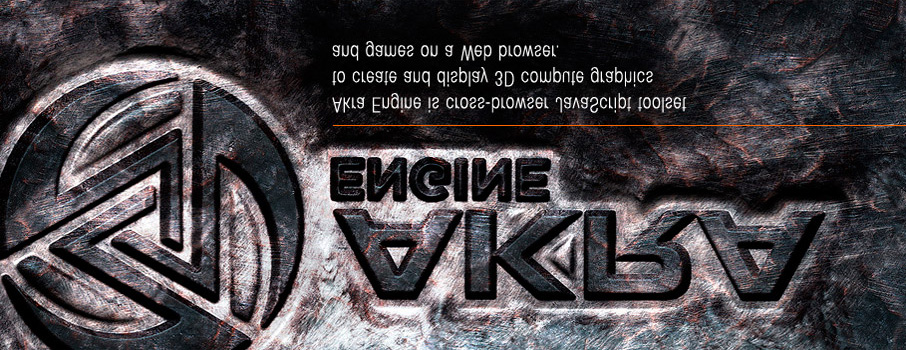 AKRA
ENGINE
Akra Engine is cross-browser JavaScript toolset
to create and display 3D compute graphics
and games on a Web browser.